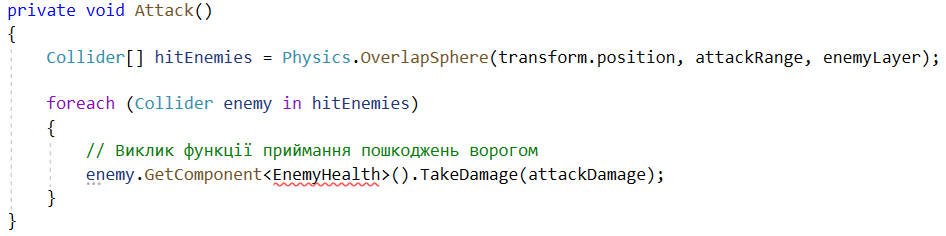 private void Attack()
{
Collider[] hitEnemies = Physics.OverlapSphere(transform.position, attackRange, enemyLayer);
foreach (Collider enemy in hitEnemies)
{
// Виклик функції приймання пошкоджень ворогом
enemy.GetComponent<EnemyHealth>().TakeDamage(attackDamage);
}
}